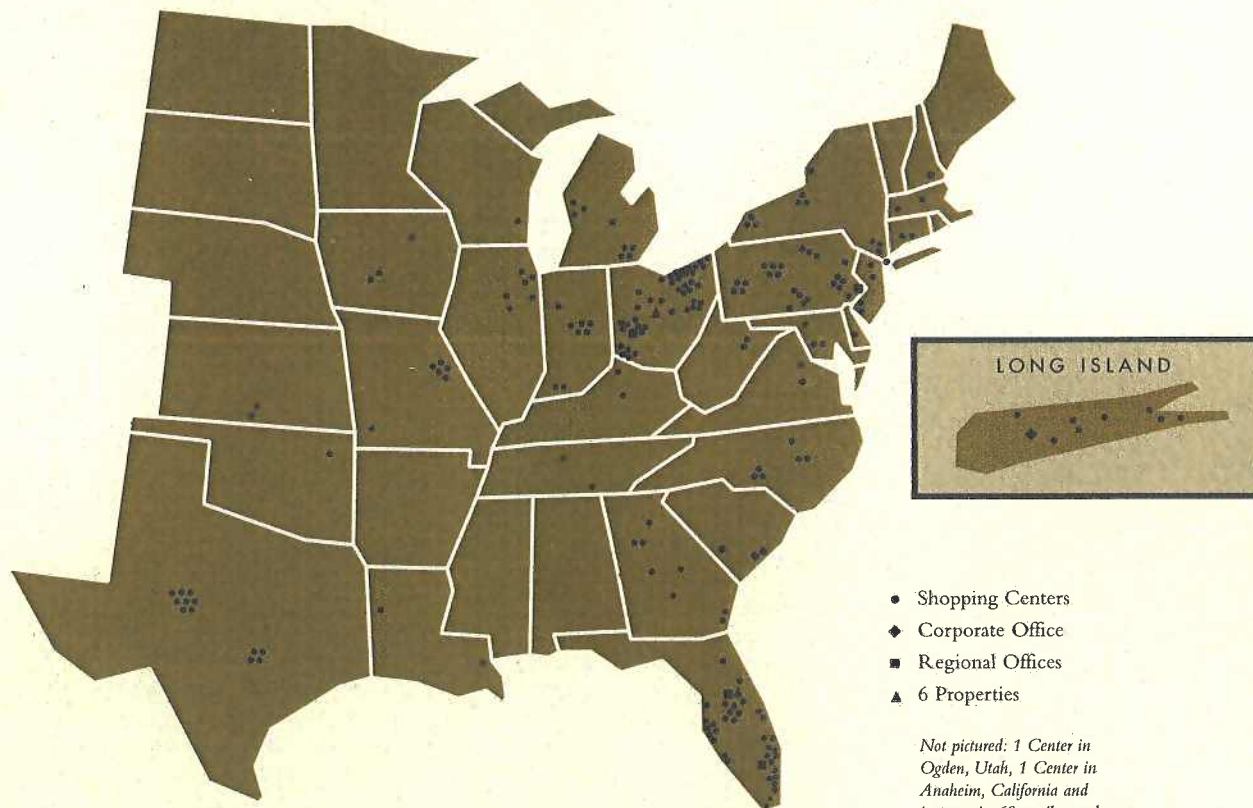 LONG ISLAND
Shopping Centers
Corporate Office
Regional Offices
6 Properties
Not pictured: 1 Center in
Ogden, Utah, 1 Center in
Anaheim, California and